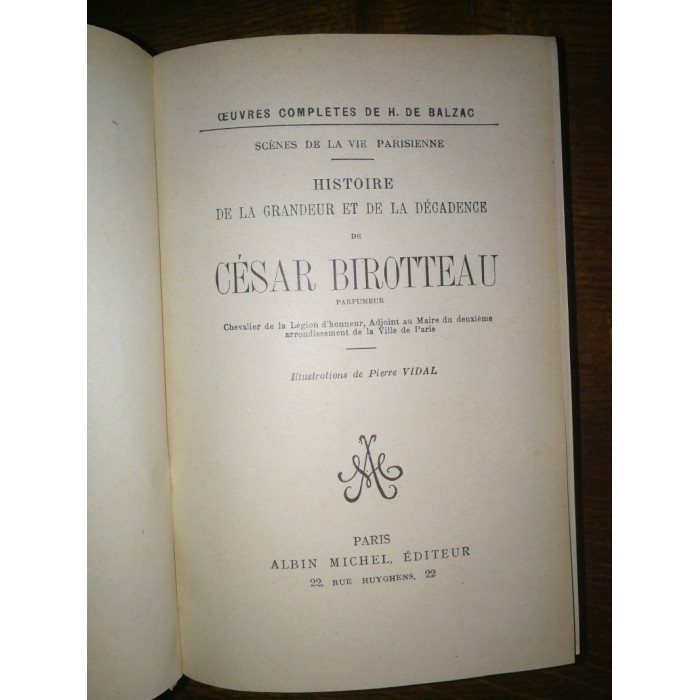 ŒUVRES COMPLÈTES DE H. DE BALZAC
SCÈNES DE LA VIE PARISIENNE
HISTOIRE
DE LA GRANDEUR ET DE LA DÉCADENCE
DE
CÉSAR BIROTTEAU
PARFUMEUR
Chevalier de la Légion d'honneur, Adjoint au Maire du deuxième
arrondissement de la Ville de Paris
Illustrations de Pierre VIDAL
AM
PARIS
ALBIN MICHEL, ÉDITEUR
22, RUE HUYGHENS, 22